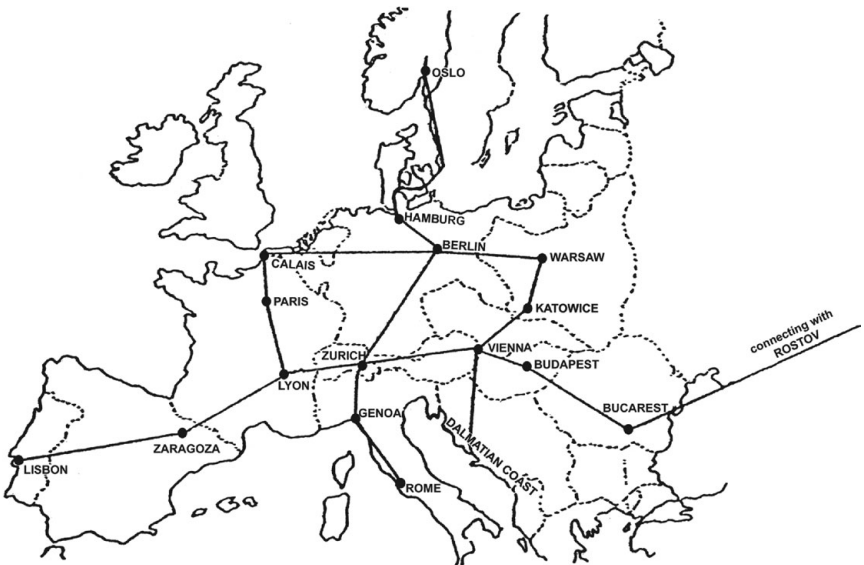 OSLO
HAMBURG
BERLIN
CALAIS
WARSAW
PARIS
KATOWICE
connecting with
ROSTOV
VIENNA
ZURICH
BUDAPEST
LYON
GENOA
BUCAREST
DALMATIAN COAST
ZARAGOZA
LISBON
ROME